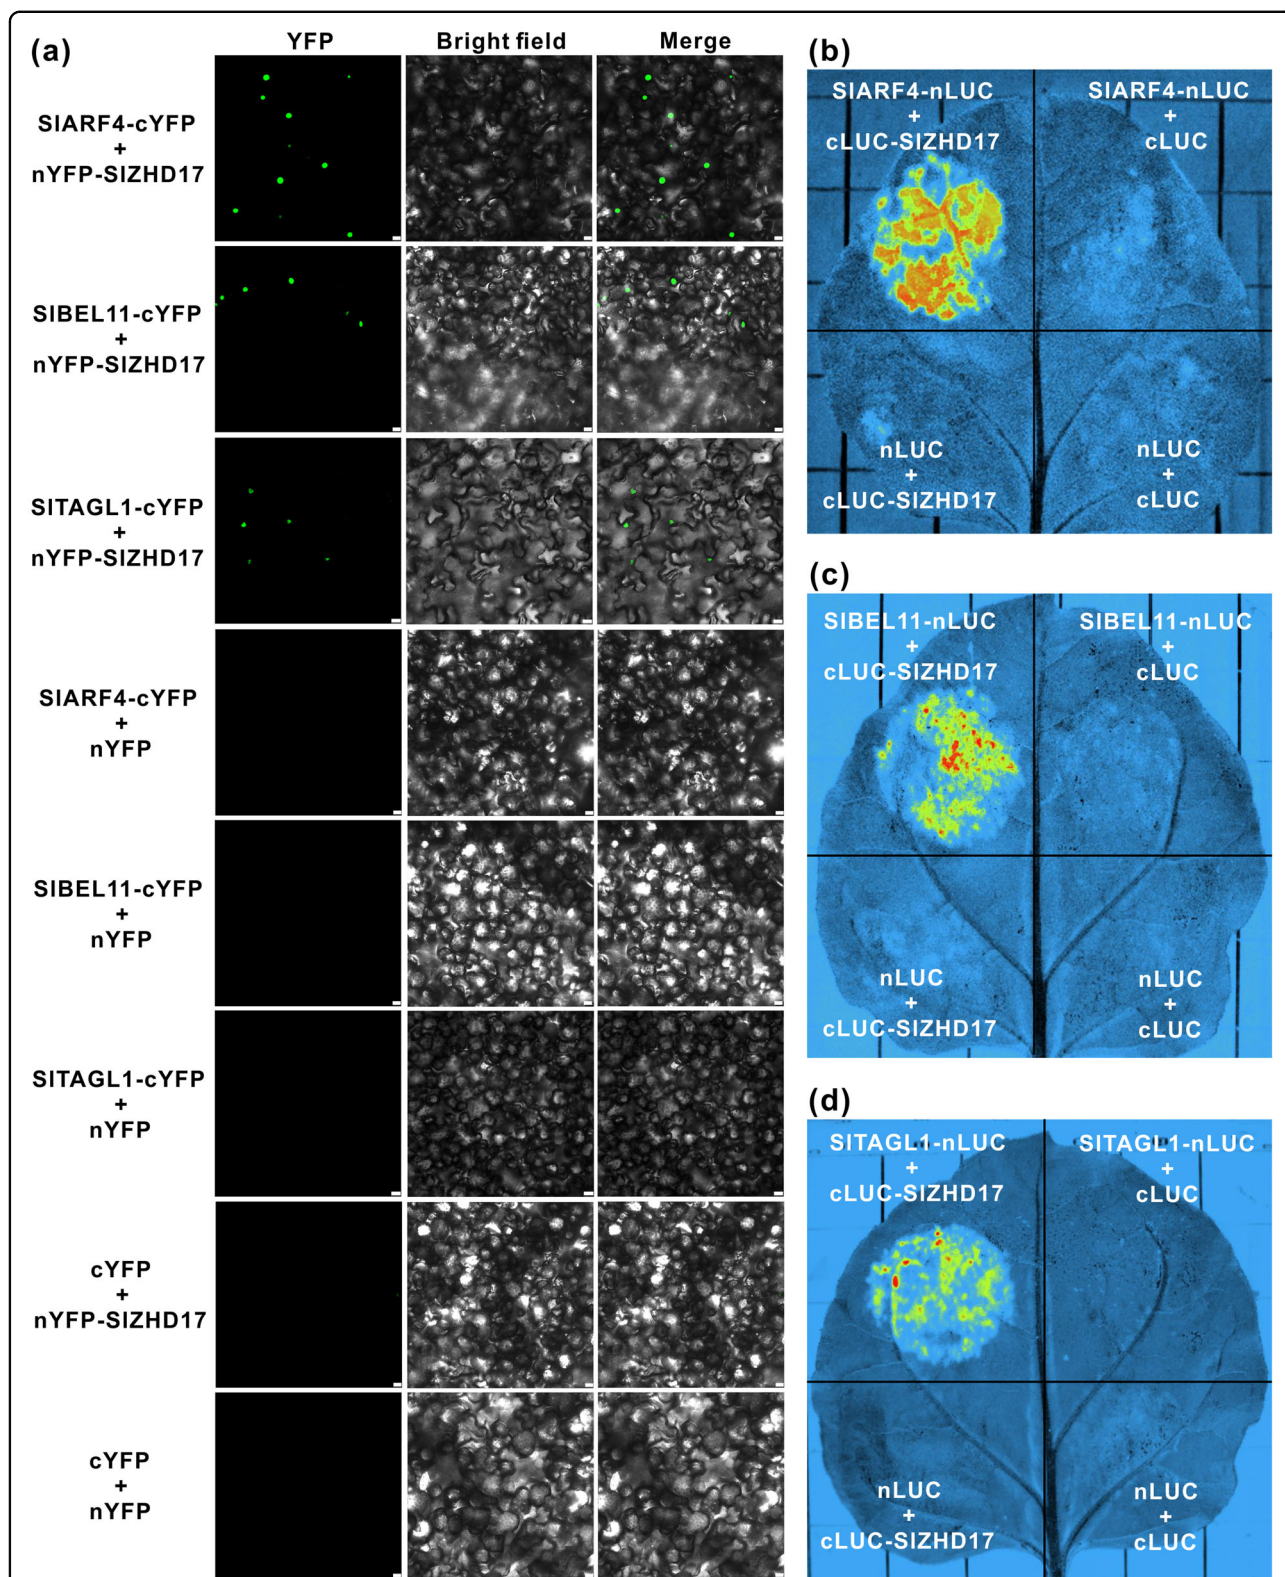 (a)
YFP
Bright field
Merge
SlARF4-cYFP
+
nYFP-SlZHD17
SlBEL11-cYFP
+
nYFP-SlZHD17
SlTAGL1-cYFP
+
nYFP-SlZHD17
SlARF4-cYFP
+
nYFP
SlBEL11-cYFP
+
nYFP
SlTAGL1-cYFP
+
nYFP
cYFP
+
nYFP-SlZHD17
cYFP
+
nYFP
(b)
SlARF4-nLUC
+
cLUC-SlZHD17
SlARF4-nLUC
+
cLUC
nLUC
+
cLUC-SlZHD17
nLUC
+
cLUC
(c)
SlBEL11-nLUC
+
cLUC-SlZHD17
SlBEL11-nLUC
+
cLUC
nLUC
+
cLUC-SlZHD17
nLUC
+
cLUC
(d)
SlTAGL1-nLUC
+
cLUC-SlZHD17
SlTAGL1-nLUC
+
cLUC
nLUC
+
cLUC-SlZHD17
nLUC
+
cLUC